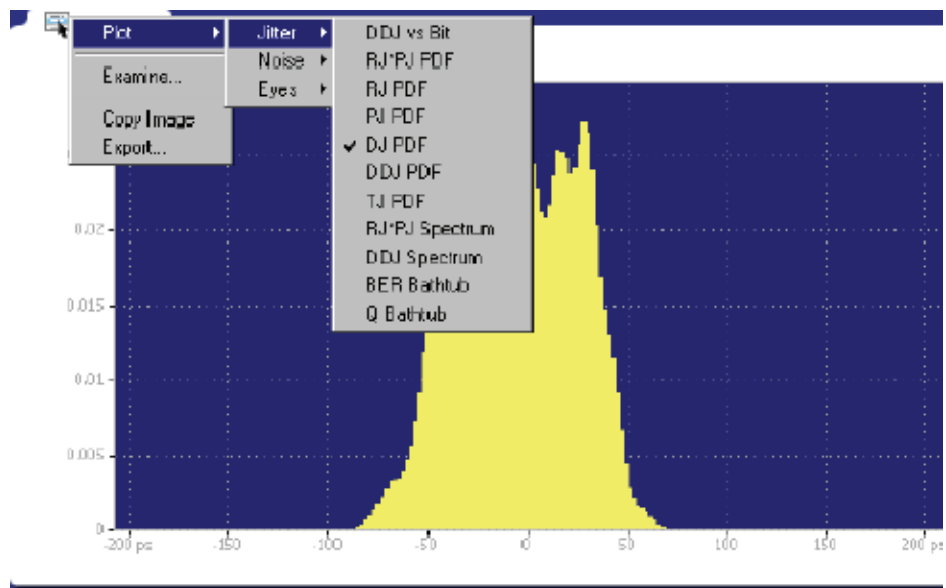 Plot
Examine...
Copy Image
Export...
Jitter
Noise
Eyes
DDJ vs Bit
RJ*PJ PDF
RJ PDF
PJ PDF
DJ PDF
DDJ PDF
TJ PDF
RJ*PJ Spectrum
DDJ Spectrum
BER Bathtub
Q Bathtub
0.02
0.015
0.01
0.005
0
-200 ps
-150
-100
-50
0
50
100
150
200 ps